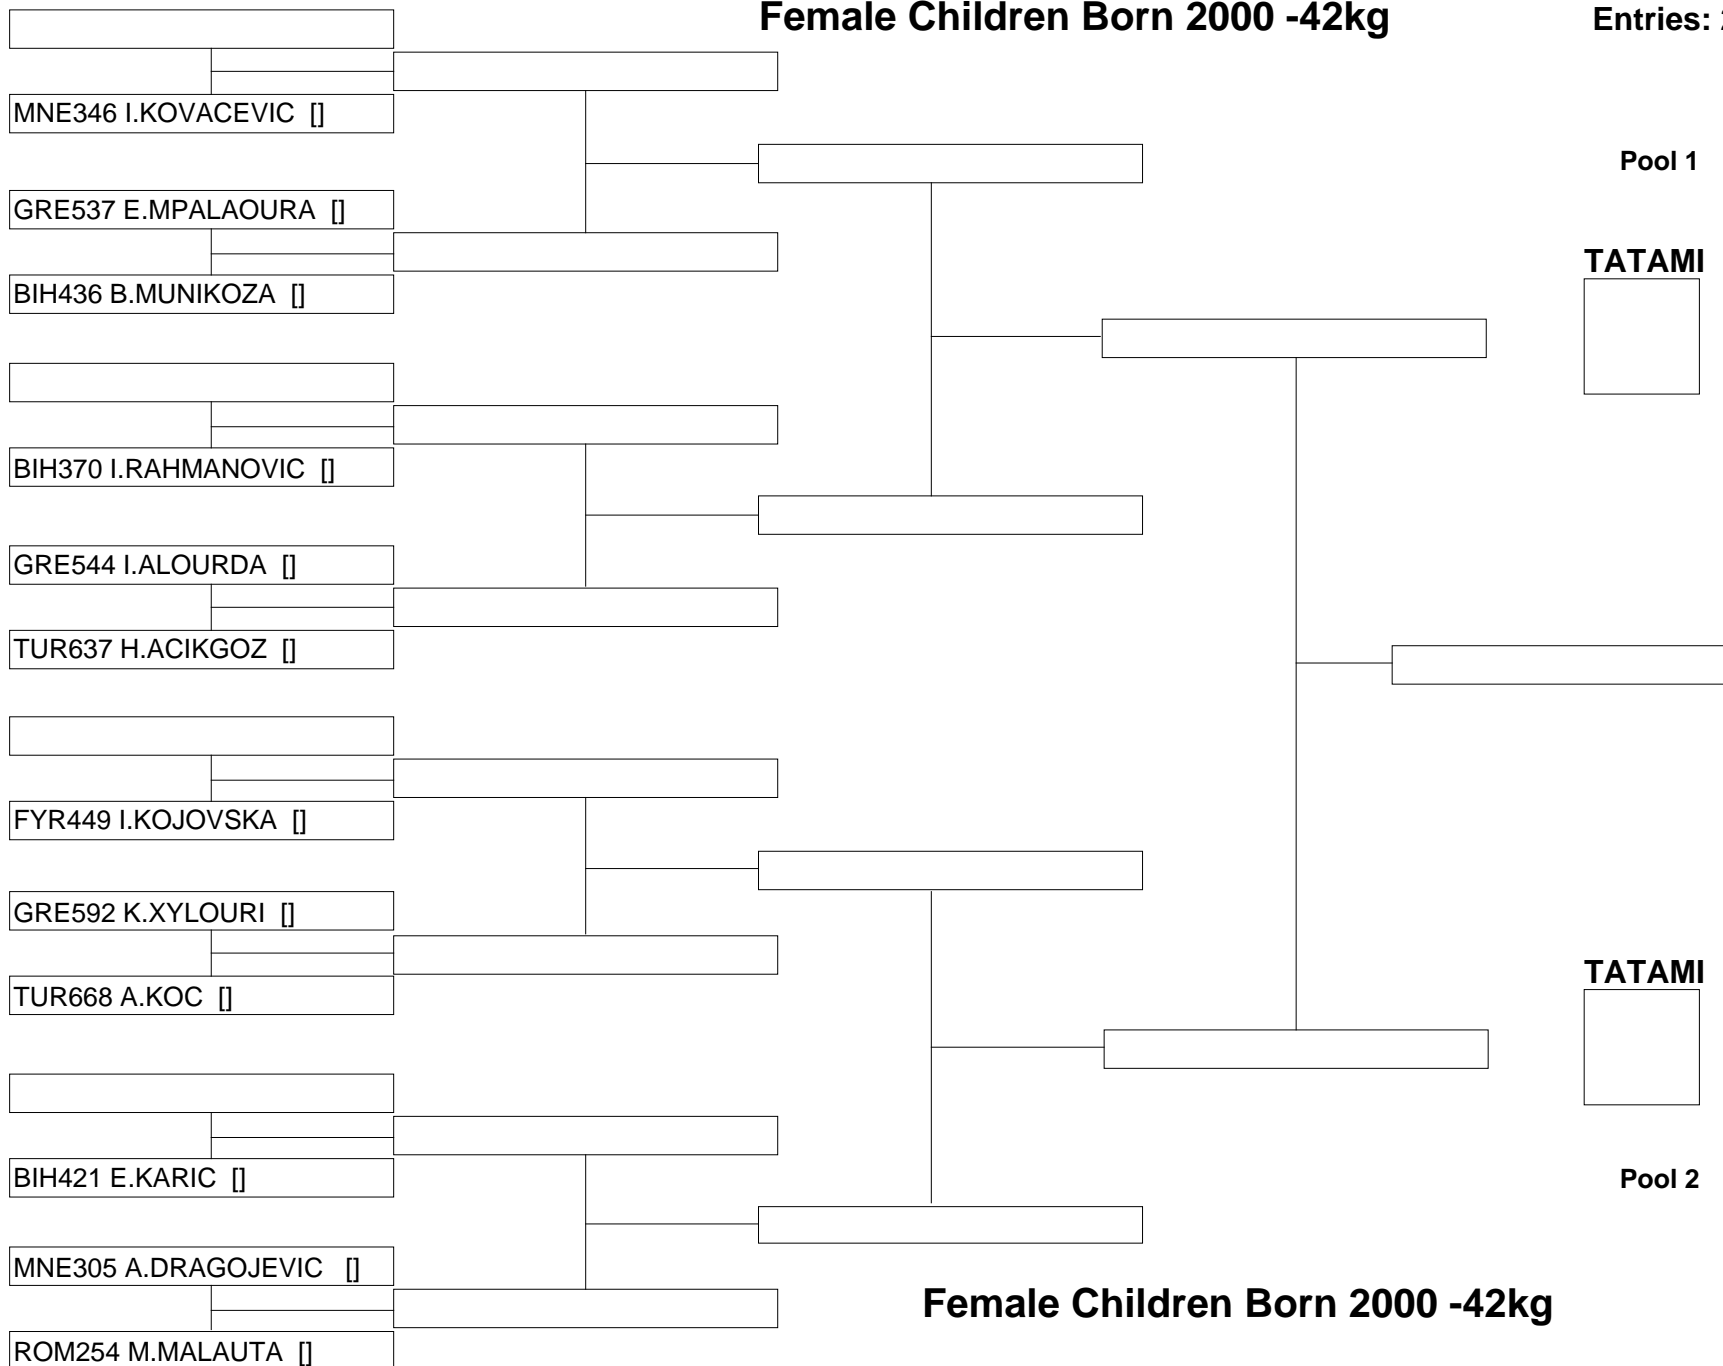 Female Children Born 2000 -42kg
Entries:
MNE346 I.KOVACEVIC []
Pool 1
GRE537 E.MPALAOURA []
TATAMI
BIH436 B.MUNIKOZA []
BIH370 I.RAHMANOVIC []
GRE544 I.ALOURDA []
TUR637 H.ACIKGOZ []
FYR449 I.KOJOVSKA []
GRE592 K.XYLOURI []
TATAMI
TUR668 A.KOC []
BIH421 E.KARIC []
Pool 2
MNE305 A.DRAGOJEVIC []
Female Children Born 2000 -42kg
ROM254 M.MALAUTA []